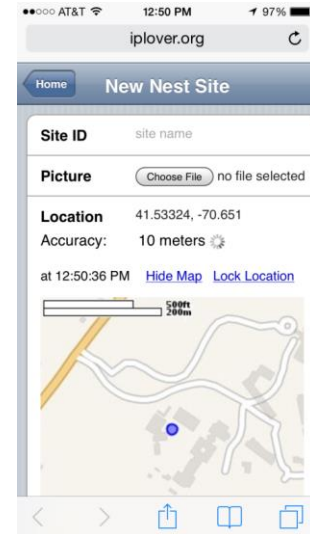 AT&T 12:50 PM 97%
iplover.org
Home New Nest Site
Site ID site name
Picture Choose File no file selected
Location 41.53324, -70.651
Accuracy: 10 meters
at 12:50:36 PM Hide Map Lock Location
500ft
200m